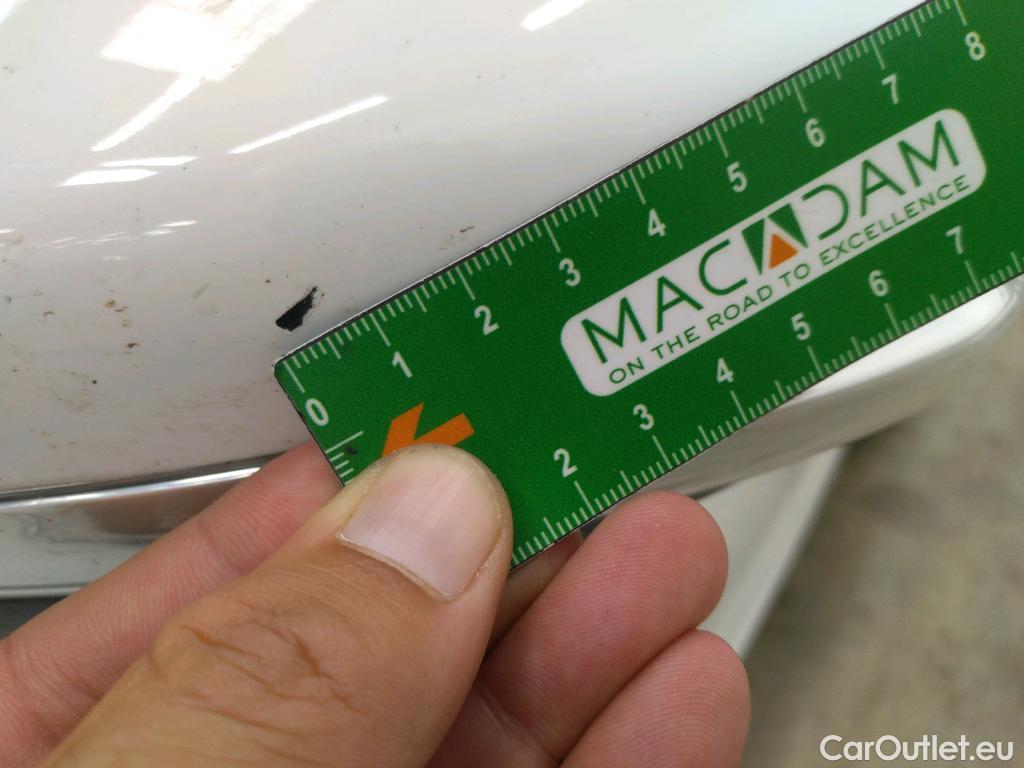 0 1 2 3 4 5 6 7 8
MACADAM
ON THE ROAD TO EXCELLENCE
2 3 4 5 6 7
CarOutlet.eu